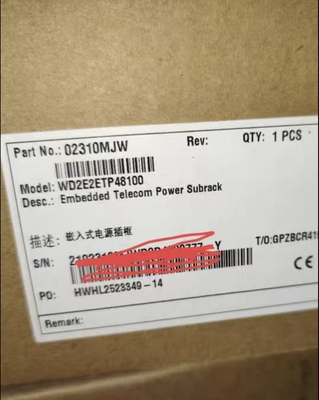 Part No.: 02310MJW Rev: QTY: 1 PCS
Model: WD2E2ETP48100
Desc.: Embedded Telecom Power Subrack
描述: 嵌入式电源插框
S/N: Y T/O:GPZBCR41
PO: HWHL2523349-14
Remark: